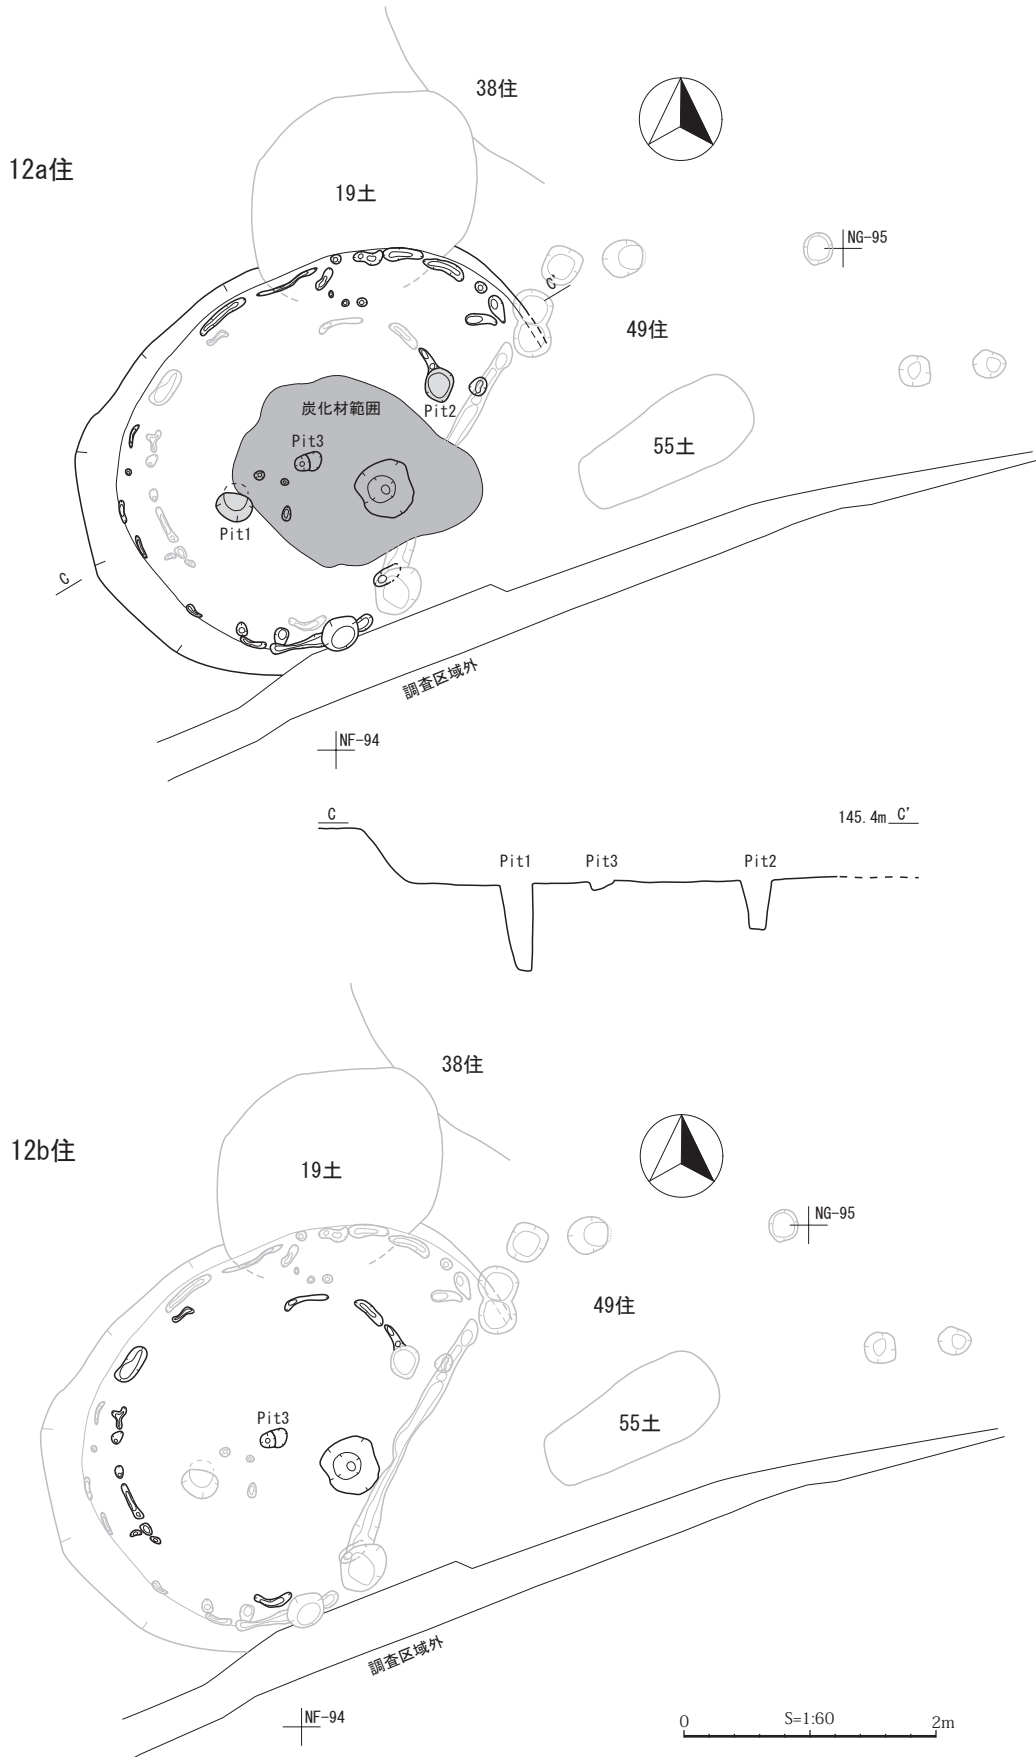 38住
12a住
19土
NG-95
C'
49住
炭化材範囲
Pit2
Pit3
55土
Pit1
C
調査区域外
NF-94
C
145.4m C'
Pit1 Pit3 Pit2
38住
12b住
19土
NG-95
49住
Pit3
55土
調査区域外
NF-94
0 S=1:60 2m